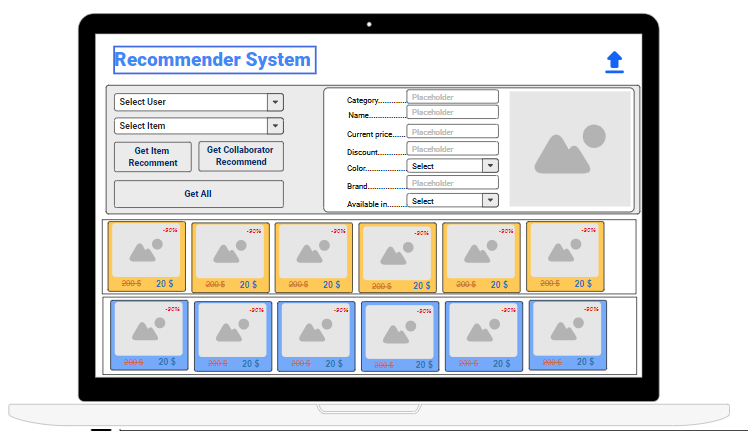 Recommender System
Select User
Select Item
Get Item Recomment
Get Collaborator Recommend
Get All
Category............ Placeholder
Name............ Placeholder
Current price...... Placeholder
Discount............ Placeholder
Color............ Select
Brand............ Placeholder
Available in........ Select
-90%
-90%
-90%
-90%
-90%
-90%
200 $ 20 $
200 $ 20 $
200 $ 20 $
200 $ 20 $
200 $ 20 $
200 $ 20 $
-90%
-90%
-90%
-90%
-90%
-90%
200 $ 20 $
200 $ 20 $
200 $ 20 $
200 $ 20 $
200 $ 20 $
200 $ 20 $